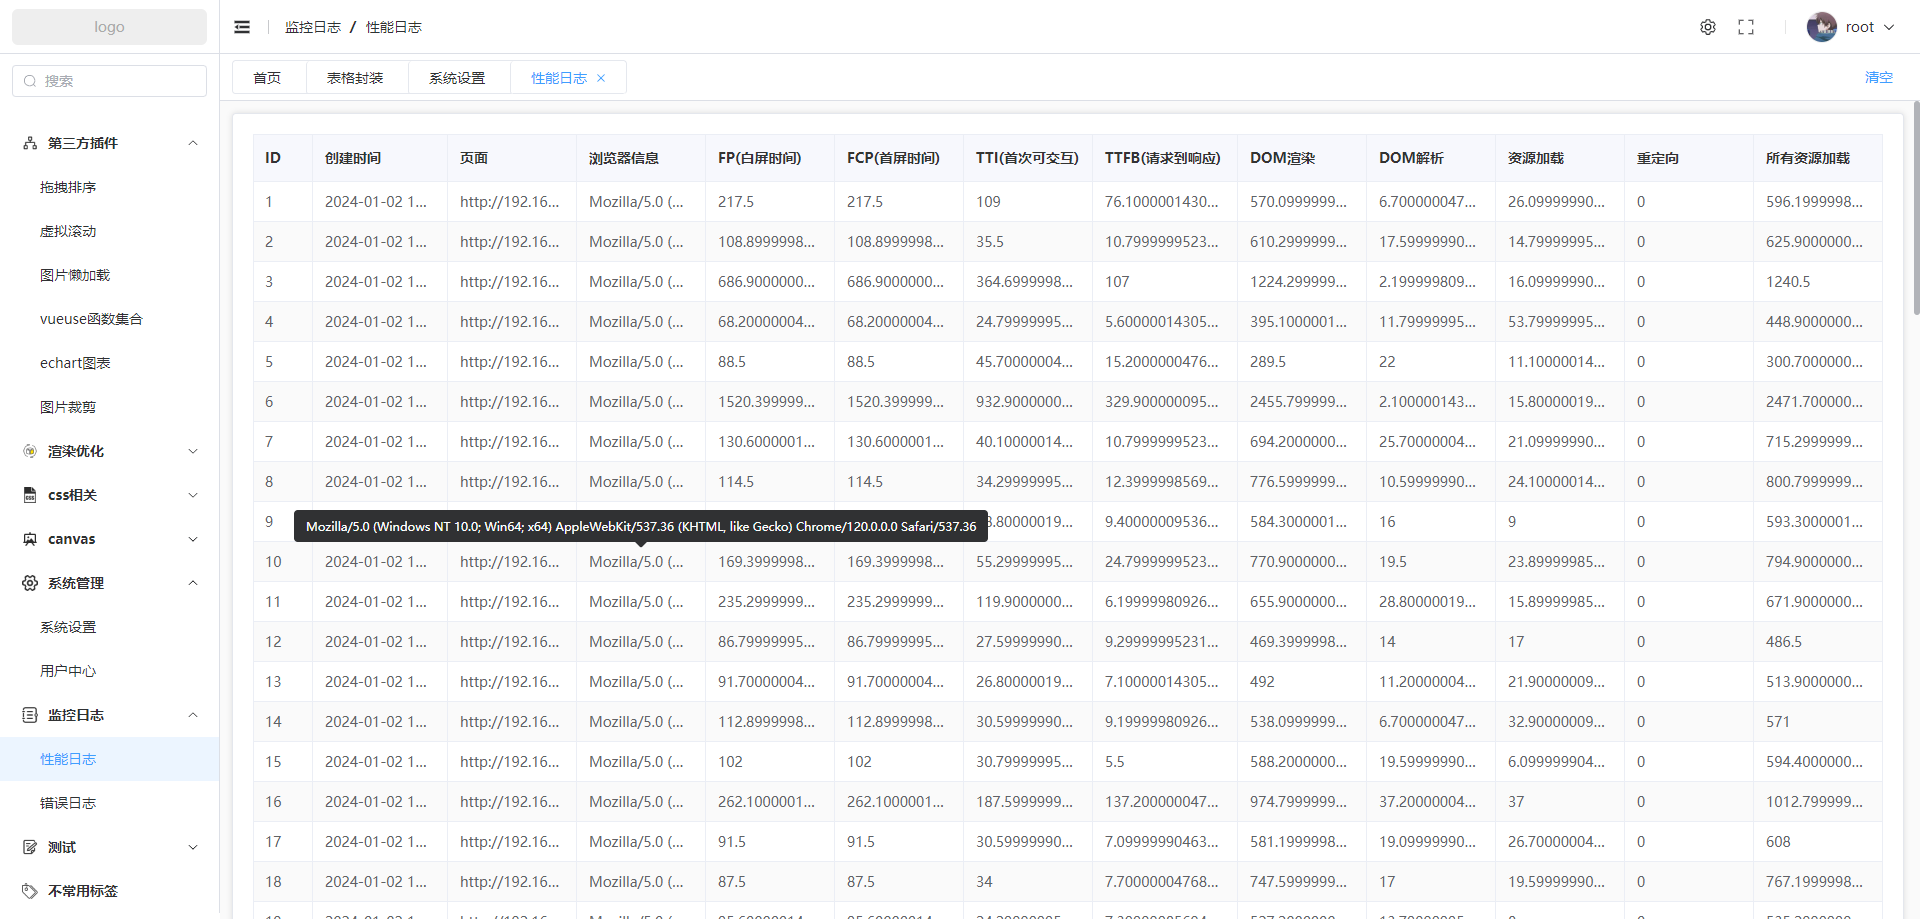 logo
监控日志 / 性能日志
root
搜索
首页 表格封装 系统设置 性能日志 ×
清空
第三方插件
拖拽排序
虚拟滚动
图片懒加载
vueuse函数集合
echart图表
图片裁剪
渲染优化
css相关
canvas
系统管理
系统设置
用户中心
监控日志
性能日志
错误日志
测试
不常用标签
ID 创建时间 页面 浏览器信息 FP(白屏时间) FCP(首屏时间) TTI(首次可交互) TTFB(请求到响应) DOM渲染 DOM解析 资源加载 重定向 所有资源加载
1 2024-01-02 1... http://192.16... Mozilla/5.0 (... 217.5 217.5 109 76.1000001430... 570.0999999... 6.700000047... 26.09999990... 0 596.1999998...
2 2024-01-02 1... http://192.16... Mozilla/5.0 (... 108.8999998... 108.8999998... 35.5 10.7999999523... 610.2999999... 17.59999990... 14.79999995... 0 625.9000000...
3 2024-01-02 1... http://192.16... Mozilla/5.0 (... 686.9000000... 686.9000000... 364.6999998... 107 1224.299999... 2.199999809... 16.09999990... 0 1240.5
4 2024-01-02 1... http://192.16... Mozilla/5.0 (... 68.20000004... 68.20000004... 24.79999995... 5.60000014305... 395.1000001... 11.79999995... 53.79999995... 0 448.9000000...
5 2024-01-02 1... http://192.16... Mozilla/5.0 (... 88.5 88.5 45.70000004... 15.2000000476... 289.5 22 11.10000014... 0 300.7000000...
6 2024-01-02 1... http://192.16... Mozilla/5.0 (... 1520.399999... 1520.399999... 932.9000000... 329.900000095... 2455.799999... 2.100000143... 15.80000019... 0 2471.700000...
7 2024-01-02 1... http://192.16... Mozilla/5.0 (... 130.6000001... 130.6000001... 40.10000014... 10.7999999523... 694.2000000... 25.70000004... 21.09999990... 0 715.2999999...
8 2024-01-02 1... http://192.16... Mozilla/5.0 (... 114.5 114.5 34.29999995... 12.3999998569... 776.5999999... 10.59999990... 24.10000014... 0 800.7999999...
9 .80000019... 9.40000009536... 584.3000001... 16 9 0 593.3000001...
Mozilla/5.0 (Windows NT 10.0; Win64; x64) AppleWebKit/537.36 (KHTML, like Gecko) Chrome/120.0.0.0 Safari/537.36
10 2024-01-02 1... http://192.16... Mozilla/5.0 (... 169.3999998... 169.3999998... 55.29999995... 24.7999999523... 770.9000000... 19.5 23.89999985... 0 794.9000000...
11 2024-01-02 1... http://192.16... Mozilla/5.0 (... 235.2999999... 235.2999999... 119.9000000... 6.19999980926... 655.9000000... 28.80000019... 15.89999985... 0 671.9000000...
12 2024-01-02 1... http://192.16... Mozilla/5.0 (... 86.79999995... 86.79999995... 27.59999990... 9.29999995231... 469.3999998... 14 17 0 486.5
13 2024-01-02 1... http://192.16... Mozilla/5.0 (... 91.70000004... 91.70000004... 26.80000019... 7.10000014305... 492 11.20000004... 21.90000009... 0 513.9000000...
14 2024-01-02 1... http://192.16... Mozilla/5.0 (... 112.8999998... 112.8999998... 30.59999990... 9.19999980926... 538.0999999... 6.700000047... 32.90000009... 0 571
15 2024-01-02 1... http://192.16... Mozilla/5.0 (... 102 102 30.79999995... 5.5 588.2000000... 19.59999990... 6.099999904... 0 594.4000000...
16 2024-01-02 1... http://192.16... Mozilla/5.0 (... 262.1000001... 262.1000001... 187.5999999... 137.200000047... 974.7999999... 37.20000004... 37 0 1012.799999...
17 2024-01-02 1... http://192.16... Mozilla/5.0 (... 91.5 91.5 30.59999990... 7.09999990463... 581.1999998... 19.09999990... 26.70000004... 0 608
18 2024-01-02 1... http://192.16... Mozilla/5.0 (... 87.5 87.5 34 7.70000004768... 747.5999999... 17 19.59999990... 0 767.1999998...